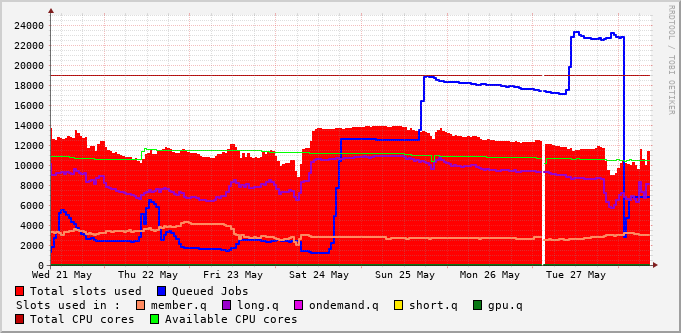 24000
22000
20000
18000
16000
14000
12000
10000
8000
6000
4000
2000
0
Wed 21 May Thu 22 May Fri 23 May Sat 24 May Sun 25 May Mon 26 May Tue 27 May
RRDTOOL / TOBI OETIKER
Total slots used Queued Jobs
Slots used in : member.q long.q ondemand.q short.q gpu.q
Total CPU cores Available CPU cores